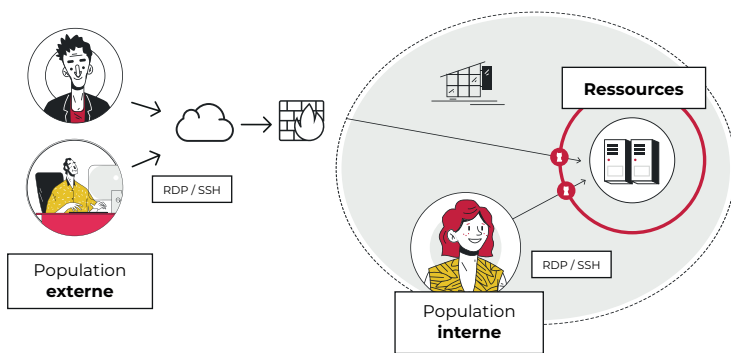 Ressources
RDP / SSH
Population
externe
RDP / SSH
Population
interne